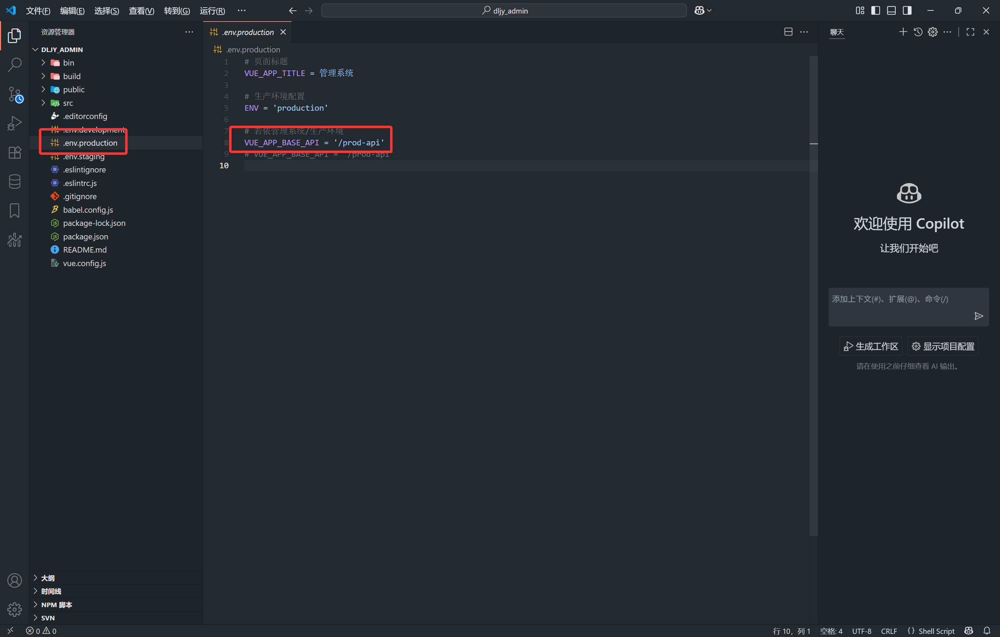 文件(F) 编辑(E) 选择(S) 查看(V) 转到(G) 运行(R) ···
dljy_admin
资源管理器
DLJY_ADMIN
bin
build
public
src
.editorconfig
.env.development
.env.production
.env.staging
.eslintignore
.eslintrc.js
.gitignore
babel.config.js
package-lock.json
package.json
README.md
vue.config.js
大纲
时间线
NPM 脚本
SVN
.env.production
.env.production
1 # 页面标题
2 VUE_APP_TITLE = 管理系统
3
4 # 生产环境配置
5 ENV = 'production'
6
7 # 若依管理系统/生产环境
8 VUE_APP_BASE_API = '/prod-api'
9 # VUE_APP_BASE_API = '/prod-api'
10
聊天
欢迎使用 Copilot
让我们开始吧
添加上下文(#)、扩展(@)、命令(/)
生成工作区 显示项目配置
请在使用之前仔细查看 AI 输出。
0 0
行 10，列 1 空格: 4 UTF-8 CRLF {} Shell Script